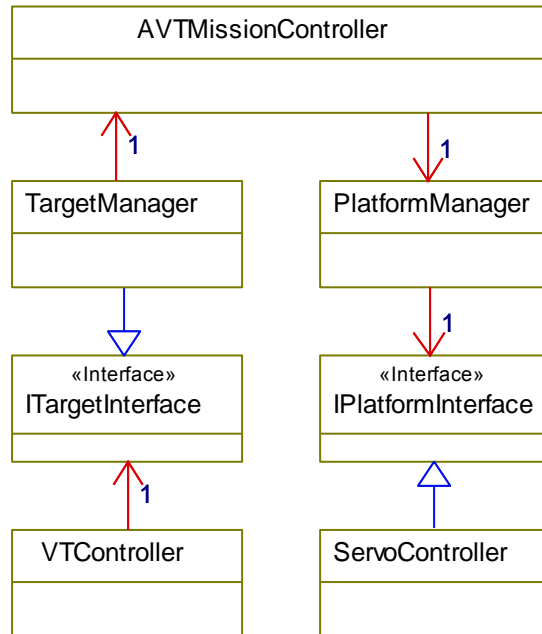 AVTMissionController
1
1
TargetManager
PlatformManager
1
«Interface»
ITargetInterface
«Interface»
IPlatformInterface
1
VTController
ServoController